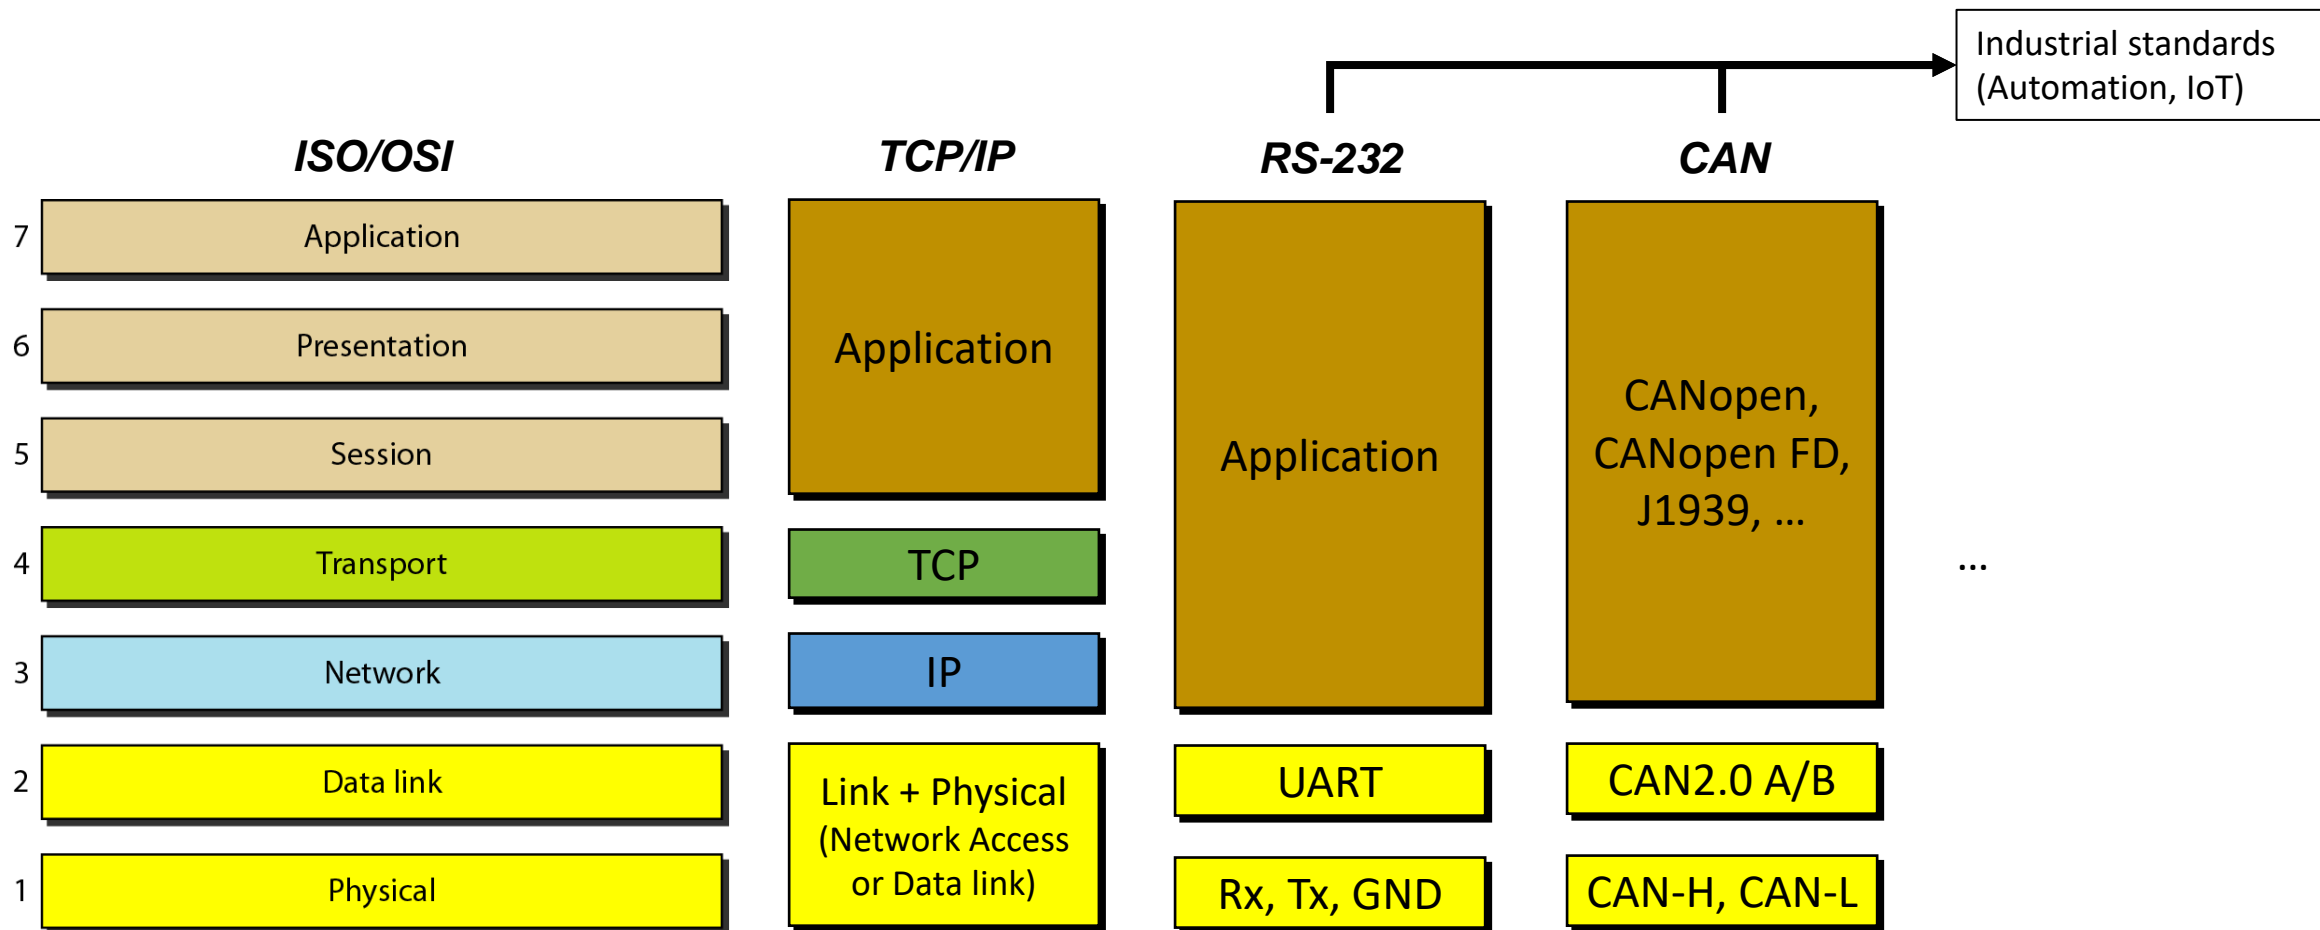 Industrial standards
(Automation, IoT)
ISO/OSI
TCP/IP
RS-232
CAN
7
Application
6
Presentation
5
Session
4
Transport
3
Network
2
Data link
1
Physical
Application
TCP
IP
Link + Physical
(Network Access
or Data link)
Application
UART
Rx, Tx, GND
CANopen,
CANopen FD,
J1939, ...
CAN2.0 A/B
CAN-H, CAN-L
...